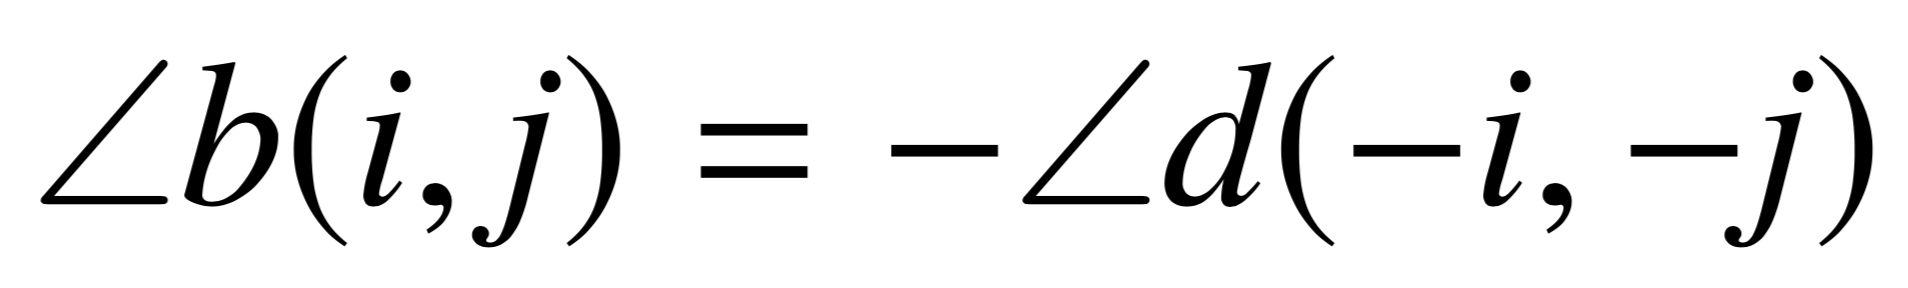 ∠b(i, j) = −∠d(−i, −j)